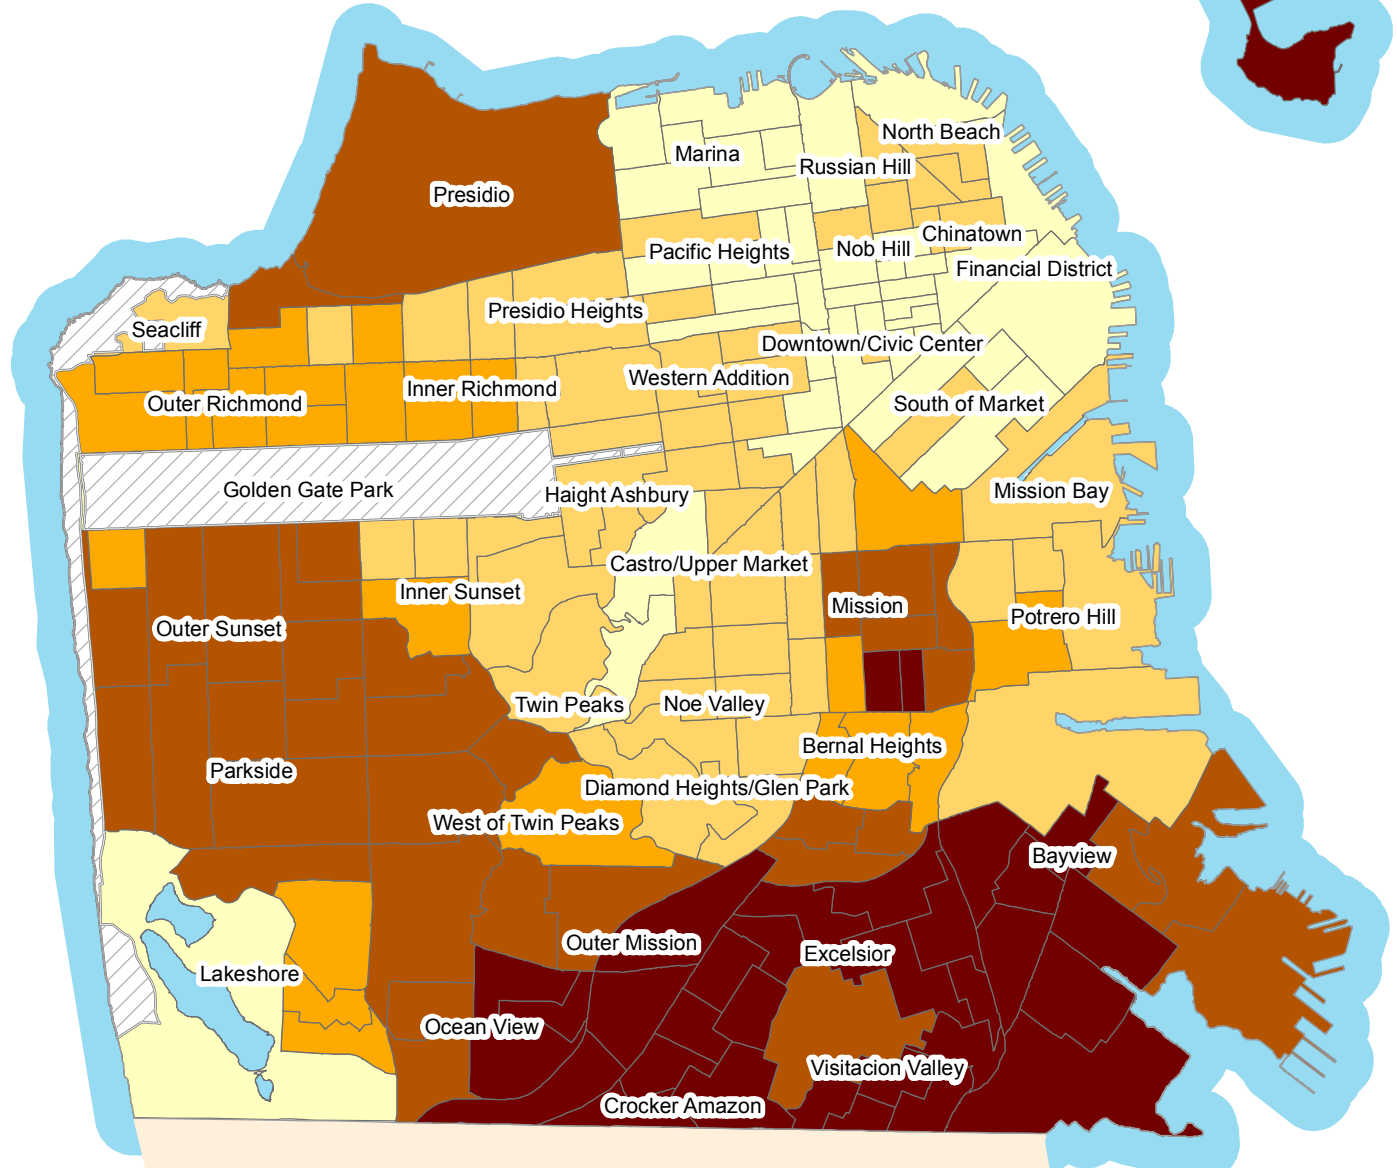 North Beach
Marina
Russian Hill
Presidio
Chinatown
Pacific Heights
Nob Hill
Financial District
Presidio Heights
Seacliff
Downtown/Civic Center
Western Addition
Inner Richmond
Outer Richmond
South of Market
Golden Gate Park
Haight Ashbury
Mission Bay
Castro/Upper Market
Inner Sunset
Mission
Potrero Hill
Outer Sunset
Twin Peaks
Noe Valley
Bernal Heights
Parkside
Diamond Heights/Glen Park
West of Twin Peaks
Bayview
Outer Mission
Excelsior
Lakeshore
Ocean View
Visitacion Valley
Crocker Amazon